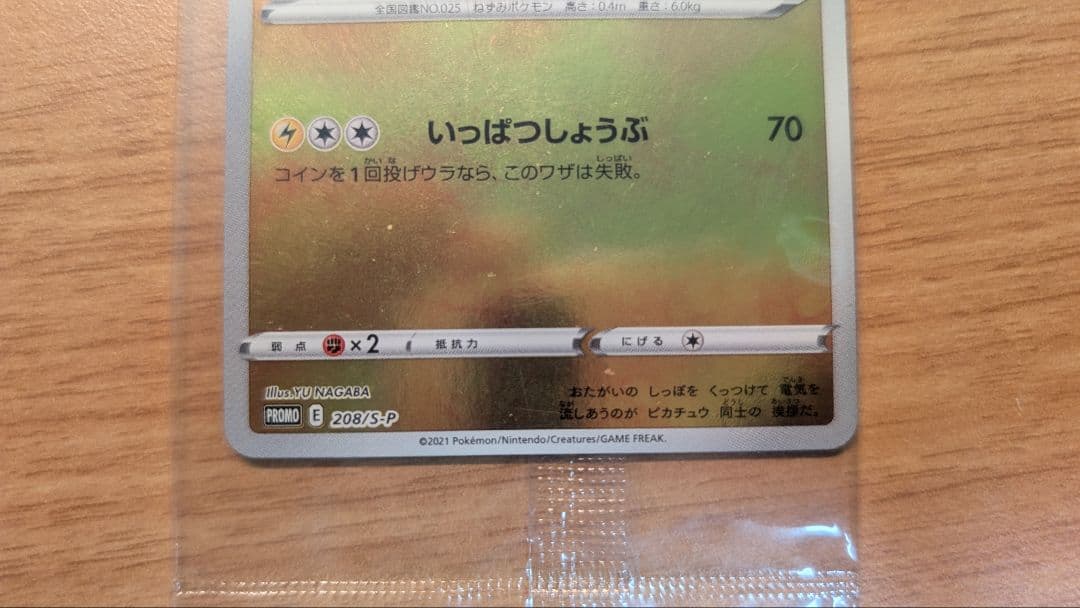 全国図鑑NO.025 ねずみポケモン 高さ:0.4m 重さ:6.0kg
いっぱつしょうぶ 70
コインを1回投げウラなら、このワザは失敗。
弱点 ×2 抵抗力 にげる
Illus.YU NAGABA
おたがいの しっぽを くっつけて 電気を
流しあうのが ピカチュウ 同士の 挨拶だ。
PROMO E 208/S-P
©2021 Pokémon/Nintendo/Creatures/GAME FREAK.